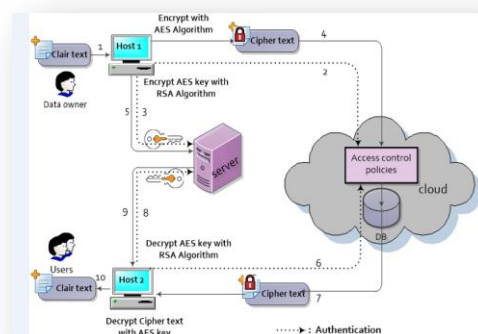 Encrypt with
AES Algorithm
4
Clair text
1
Host 1
Cipher text
2
Data owner
Encrypt AES key with
RSA Algorithm
5
3
Access control
policies
server
cloud
DB
9
8
Users
Decrypt AES key with
RSA Algorithm
6
Clair text
10
Host 2
Cipher text
7
Decrypt Cipher text
with AES key
: Authentication